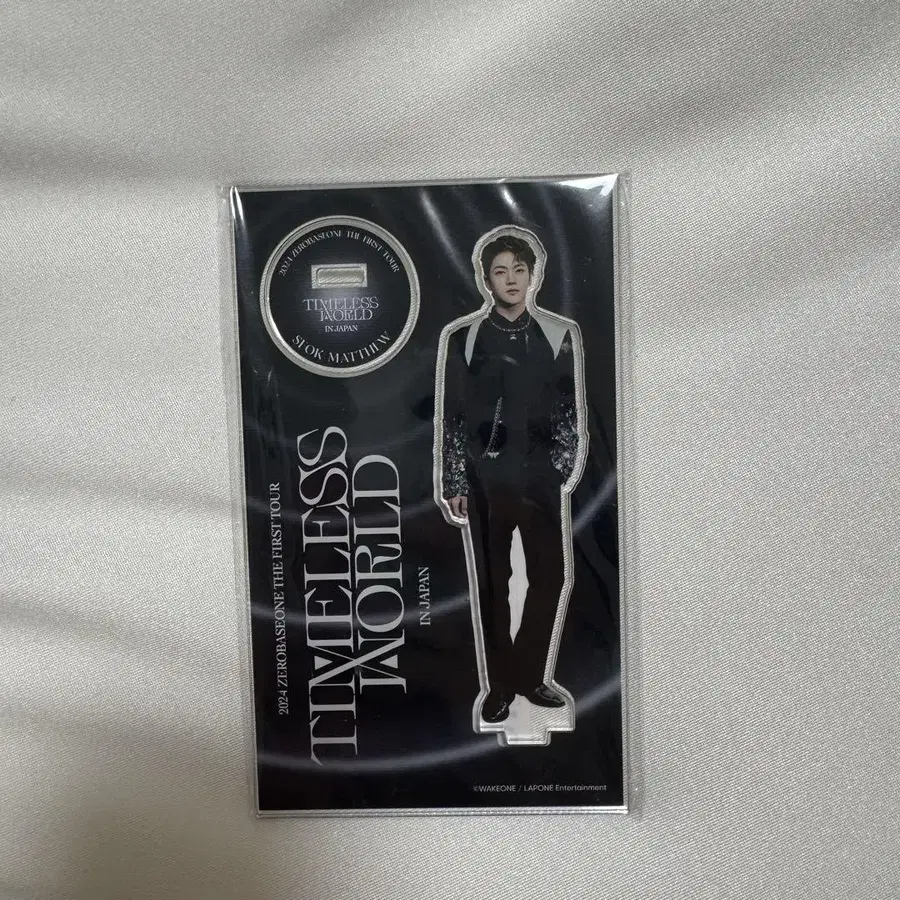 2024 ZEROBASEONE THE FIRST TOUR
TIMELESS
WORLD
IN JAPAN
SEOK MATTHEW
2024 ZEROBASEONE THE FIRST TOUR
TIMELESS
WORLD
IN JAPAN
©WAKEONE / LAPONE Entertainment